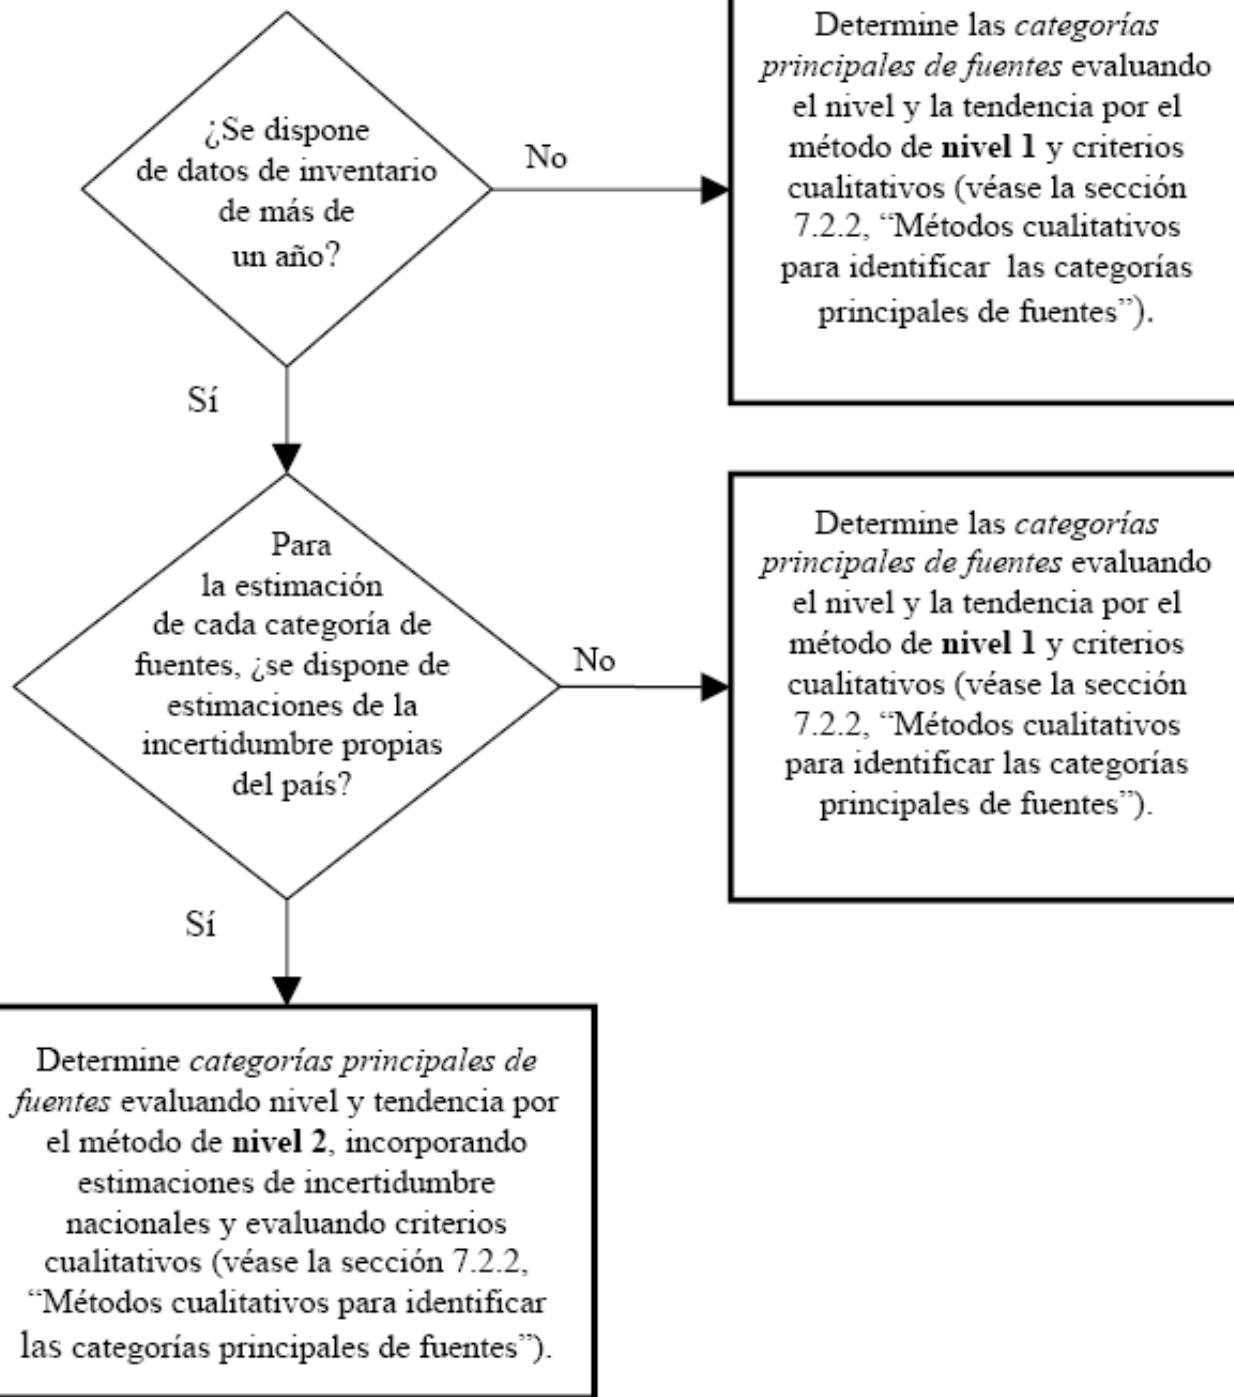 ¿Se dispone
de datos de inventario
de más de
un año?
No
Determine las categorías
principales de fuentes evaluando
el nivel y la tendencia por el
método de nivel 1 y criterios
cualitativos (véase la sección
7.2.2, “Métodos cualitativos
para identificar las categorías
principales de fuentes”).
Sí
Para
la estimación
de cada categoría de
fuentes, ¿se dispone de
estimaciones de la
incertidumbre propias
del país?
No
Determine las categorías
principales de fuentes evaluando
el nivel y la tendencia por el
método de nivel 1 y criterios
cualitativos (véase la sección
7.2.2, “Métodos cualitativos
para identificar las categorías
principales de fuentes”).
Sí
Determine categorías principales de
fuentes evaluando nivel y tendencia por
el método de nivel 2, incorporando
estimaciones de incertidumbre
nacionales y evaluando criterios
cualitativos (véase la sección 7.2.2,
“Métodos cualitativos para identificar
las categorías principales de fuentes”).